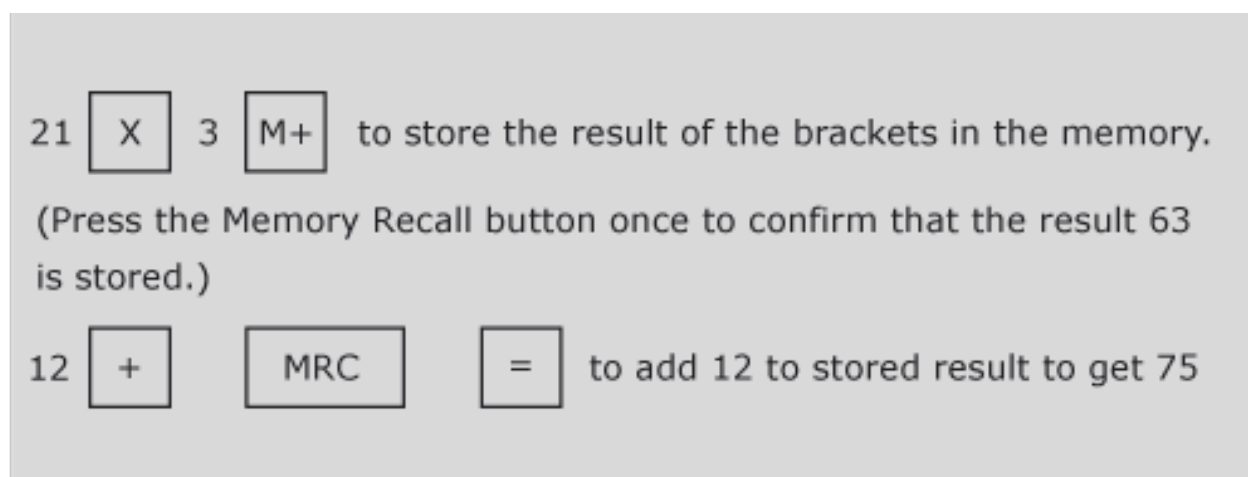 21 X 3 M+ to store the result of the brackets in the memory.
(Press the Memory Recall button once to confirm that the result 63
is stored.)
12 + MRC = to add 12 to stored result to get 75